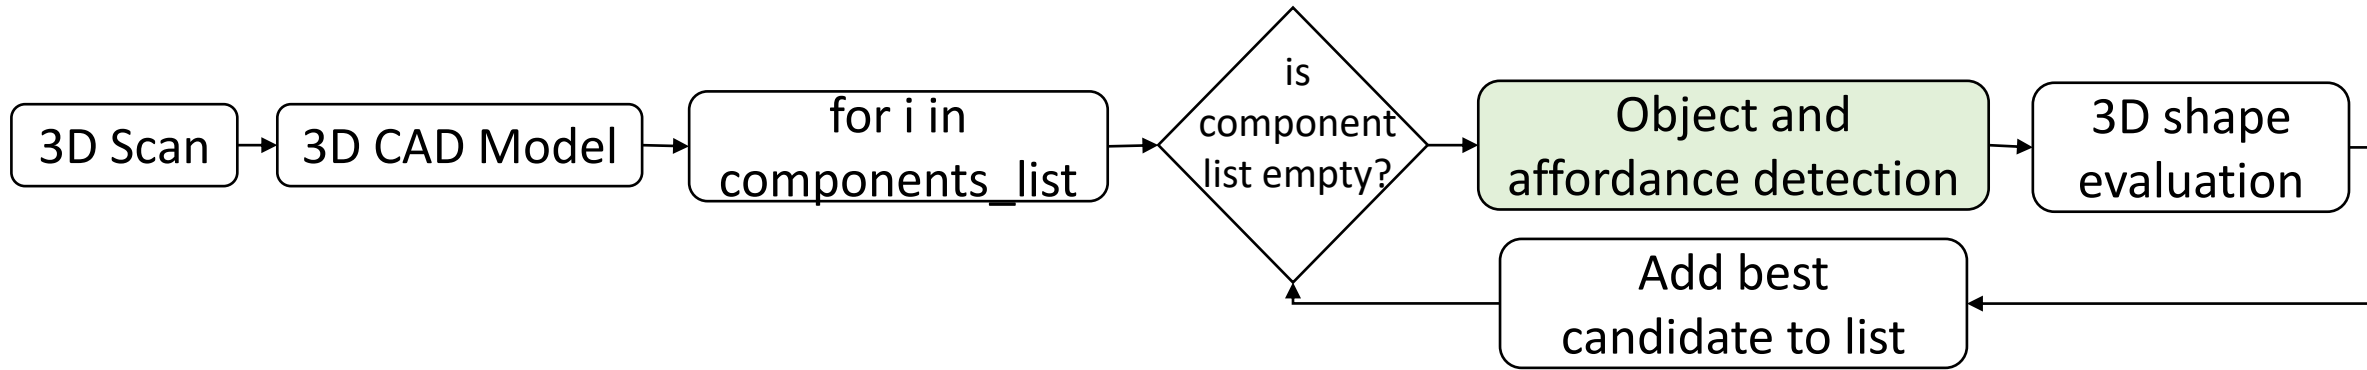 3D Scan
3D CAD Model
for i in
components_list
is
component
list empty?
Object and
affordance detection
3D shape
evaluation
Add best
candidate to list